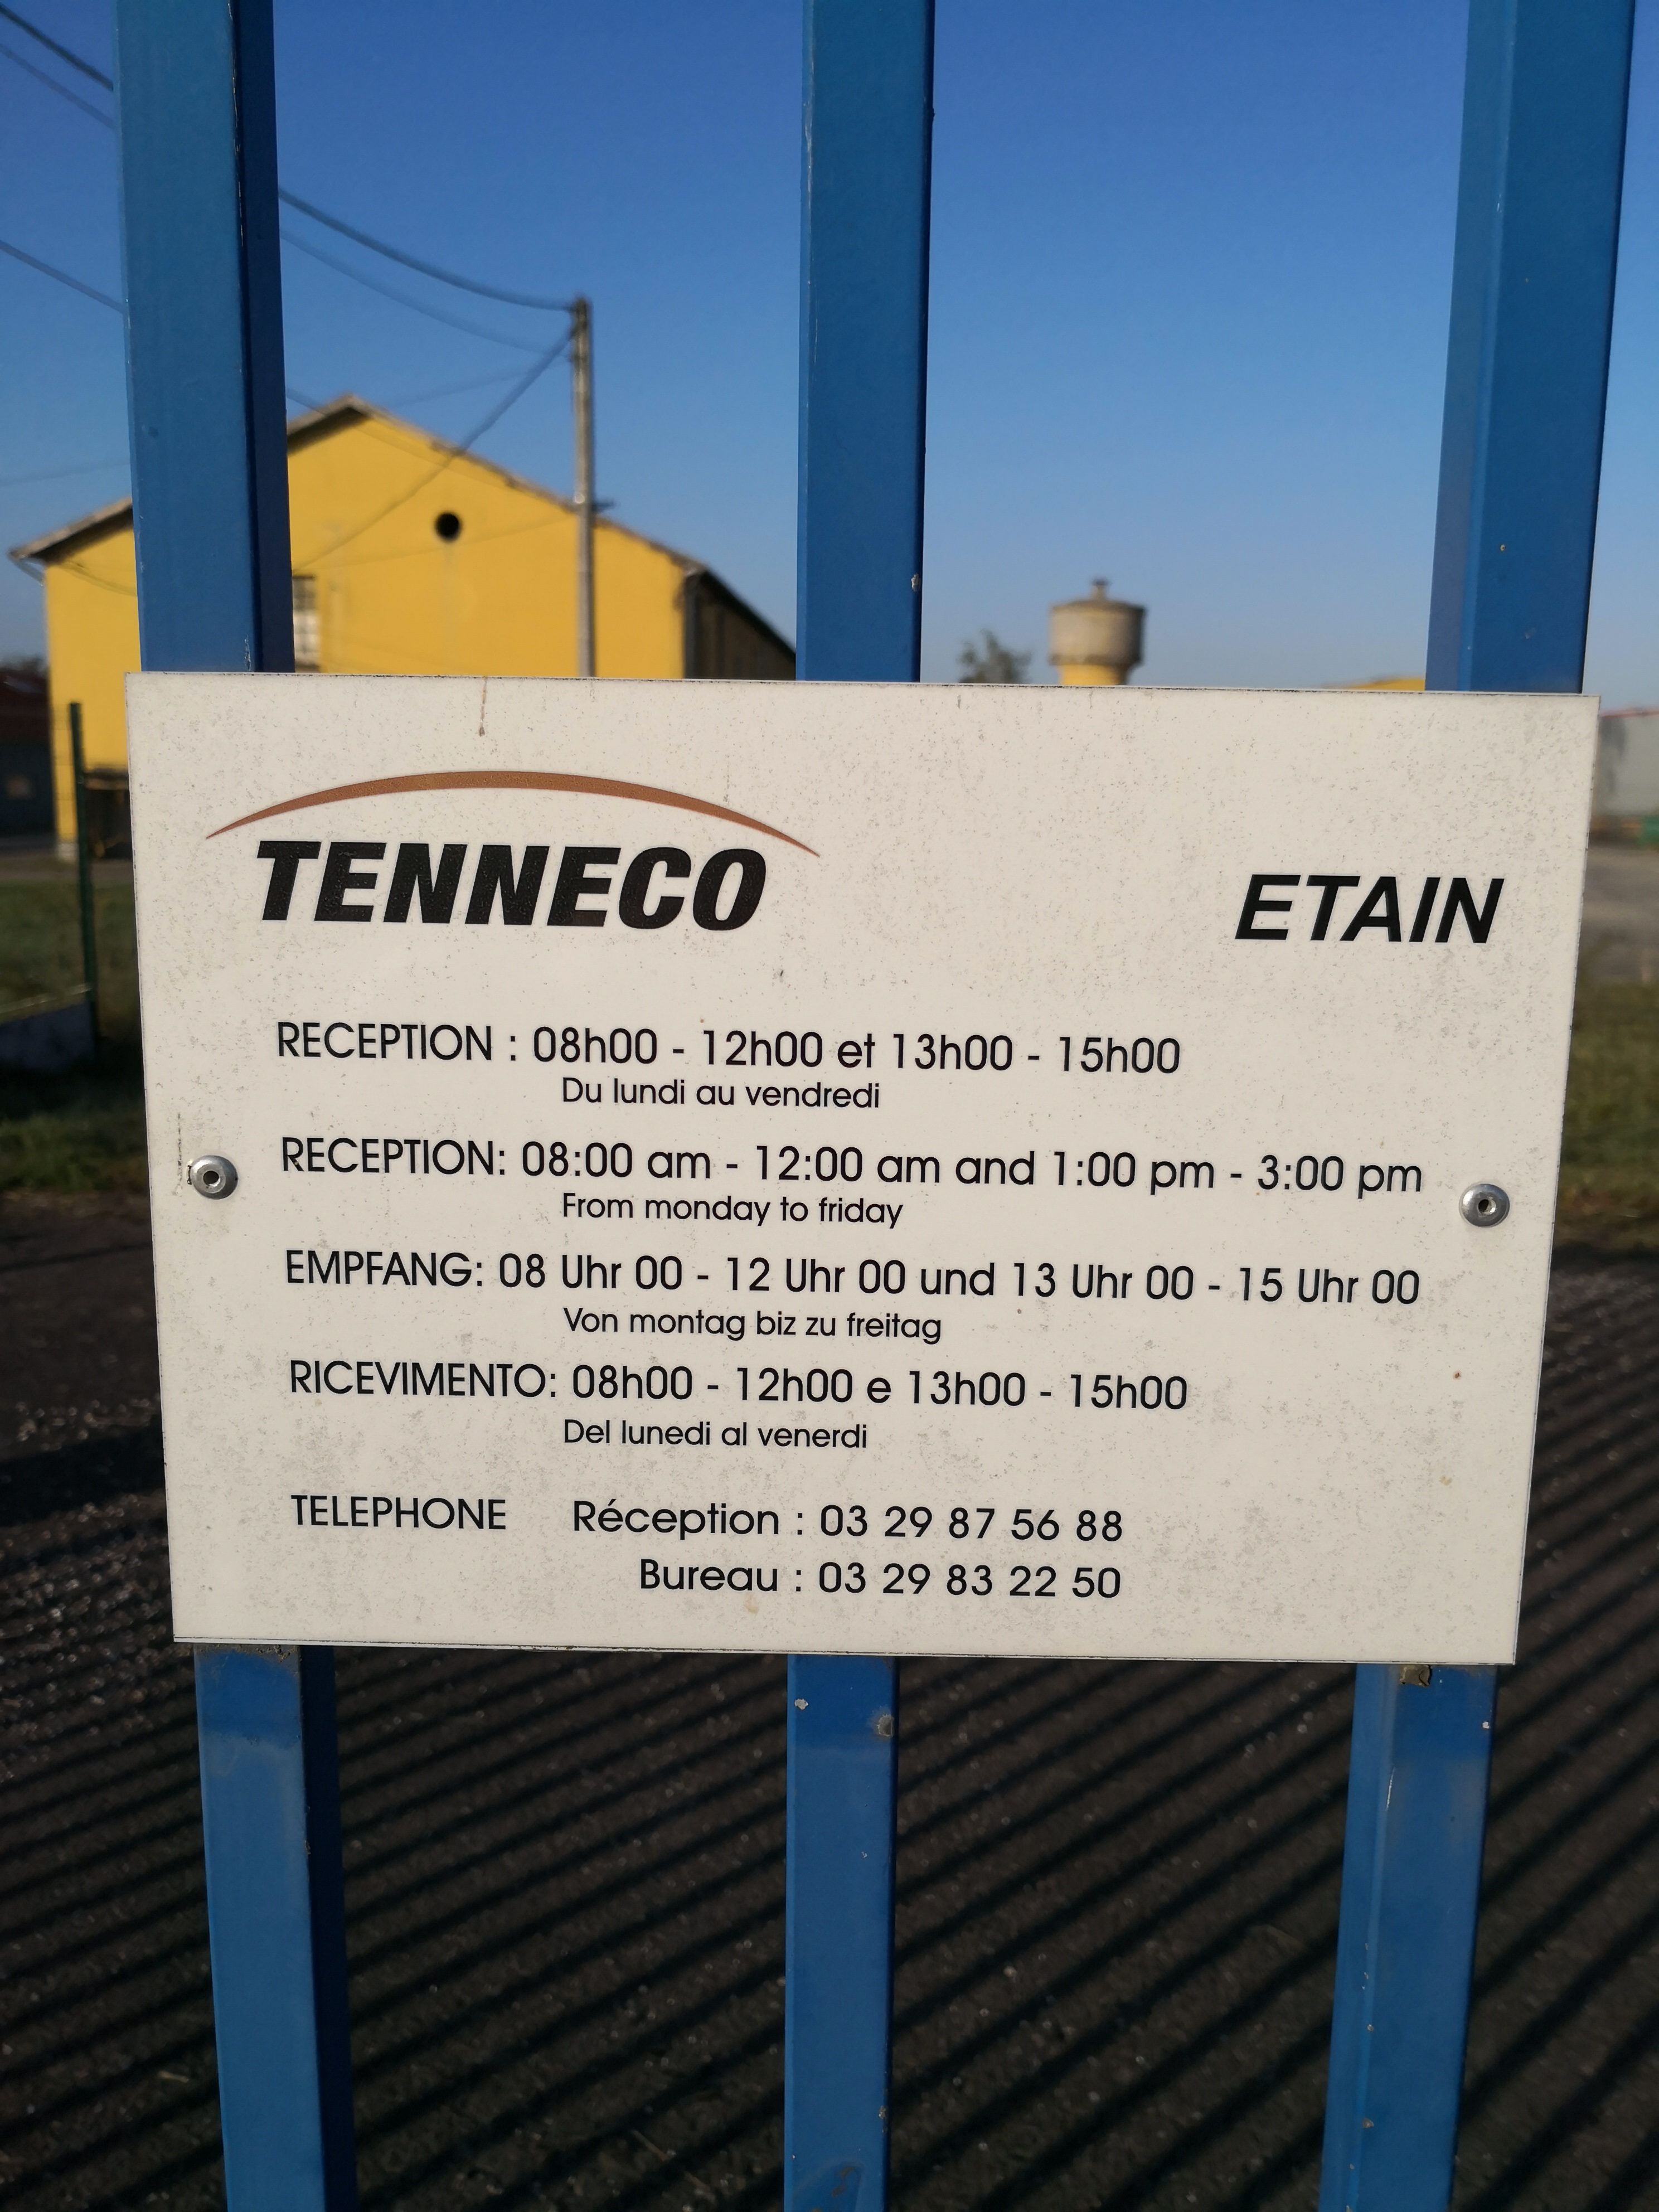 TENNECO
ETAIN
RECEPTION : 08h00 - 12h00 et 13h00 - 15h00
Du lundi au vendredi
RECEPTION: 08:00 am - 12:00 am and 1:00 pm - 3:00 pm
From monday to friday
EMPFANG: 08 Uhr 00 - 12 Uhr 00 und 13 Uhr 00 - 15 Uhr 00
Von montag biz zu freitag
RICEVIMENTO: 08h00 - 12h00 e 13h00 - 15h00
Del lunedi al venerdi
TELEPHONE Réception : 03 29 87 56 88
Bureau : 03 29 83 22 50